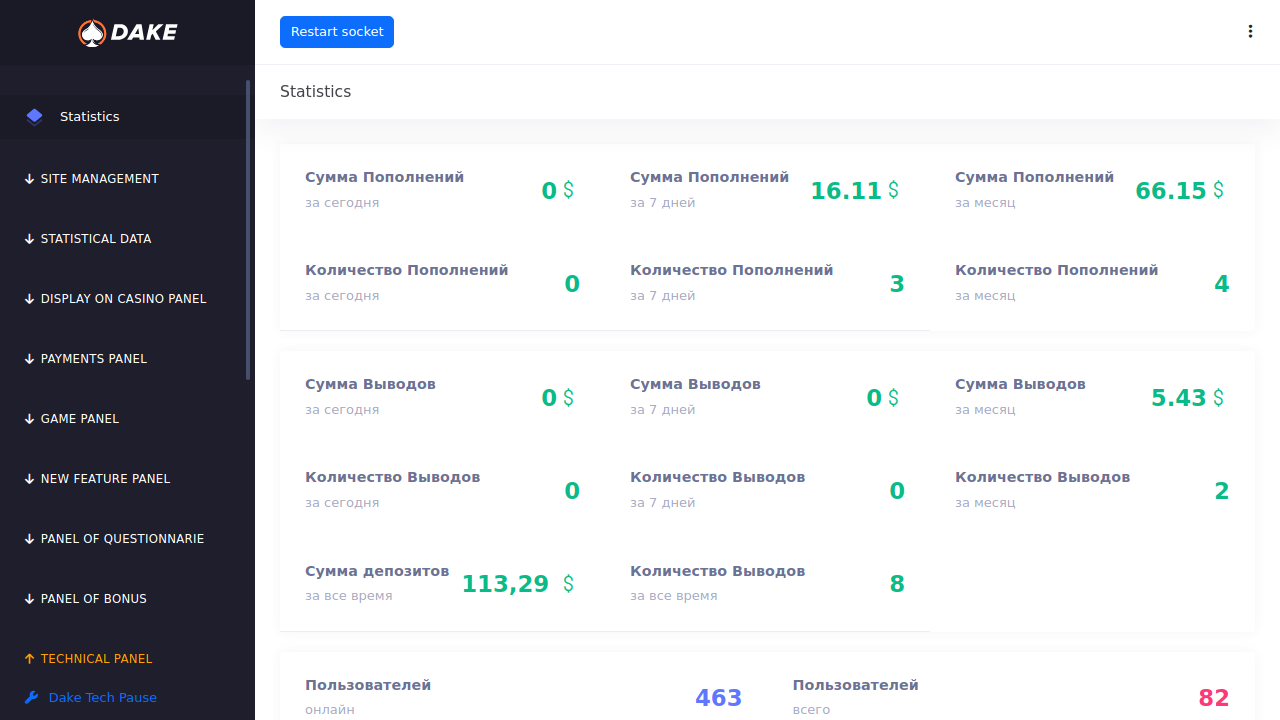 DAKE
Restart socket
Statistics
Statistics
SITE MANAGEMENT
STATISTICAL DATA
DISPLAY ON CASINO PANEL
PAYMENTS PANEL
GAME PANEL
NEW FEATURE PANEL
PANEL OF QUESTIONNARIE
PANEL OF BONUS
TECHNICAL PANEL
Dake Tech Pause
Сумма Пополнений
за сегодня
0 $
Сумма Пополнений
за 7 дней
16.11 $
Сумма Пополнений
за месяц
66.15 $
Количество Пополнений
за сегодня
0
Количество Пополнений
за 7 дней
3
Количество Пополнений
за месяц
4
Сумма Выводов
за сегодня
0 $
Сумма Выводов
за 7 дней
0 $
Сумма Выводов
за месяц
5.43 $
Количество Выводов
за сегодня
0
Количество Выводов
за 7 дней
0
Количество Выводов
за месяц
2
Сумма депозитов
за все время
113,29 $
Количество Выводов
за все время
8
Пользователей
онлайн
463
Пользователей
всего
82